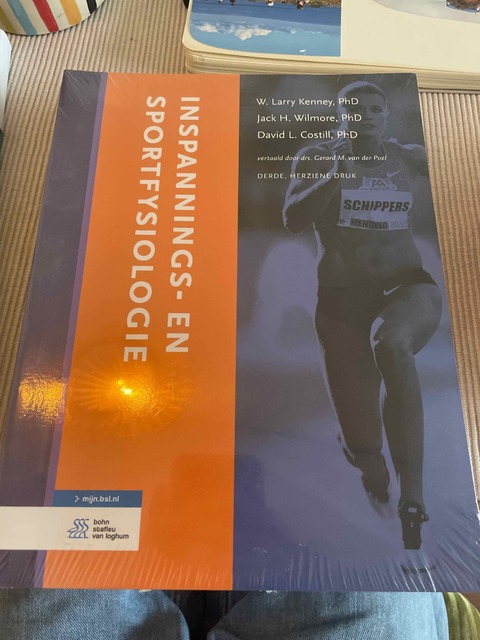 W. Larry Kenney, PhD
Jack H. Wilmore, PhD
David L. Costill, PhD
vertaald door drs. Gerard M. van der Poel
DERDE, HERZIENE DRUK
INSPANNINGS- EN
SPORTFYSIOLOGIE
SCHIPPERS
HENGELO
> mijn.bsl.nl
bohn
stafleu
van loghum